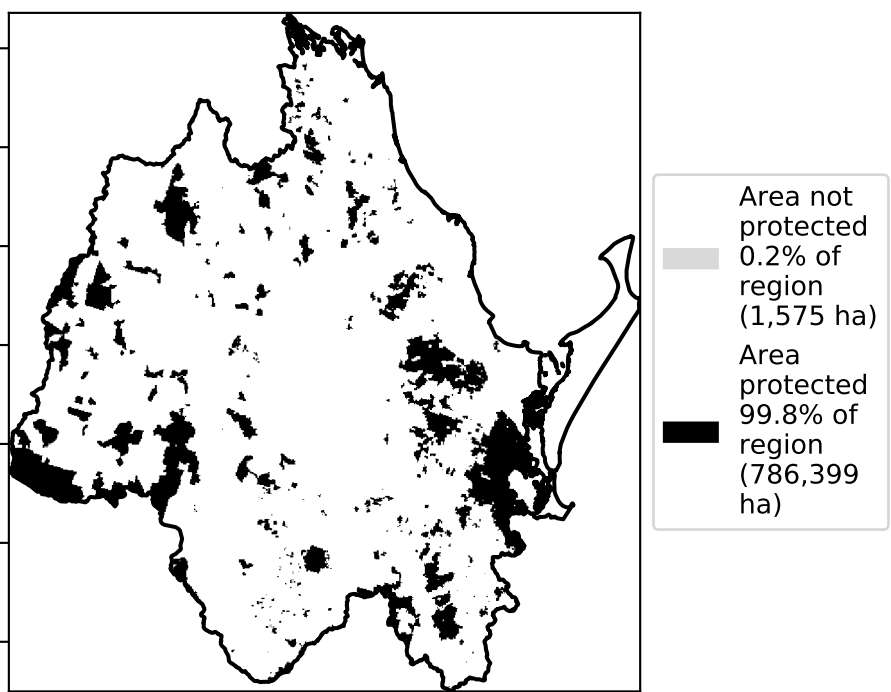 Area not
protected
0.2% of
region
(1,575 ha)
Area
protected
99.8% of
region
(786,399
ha)